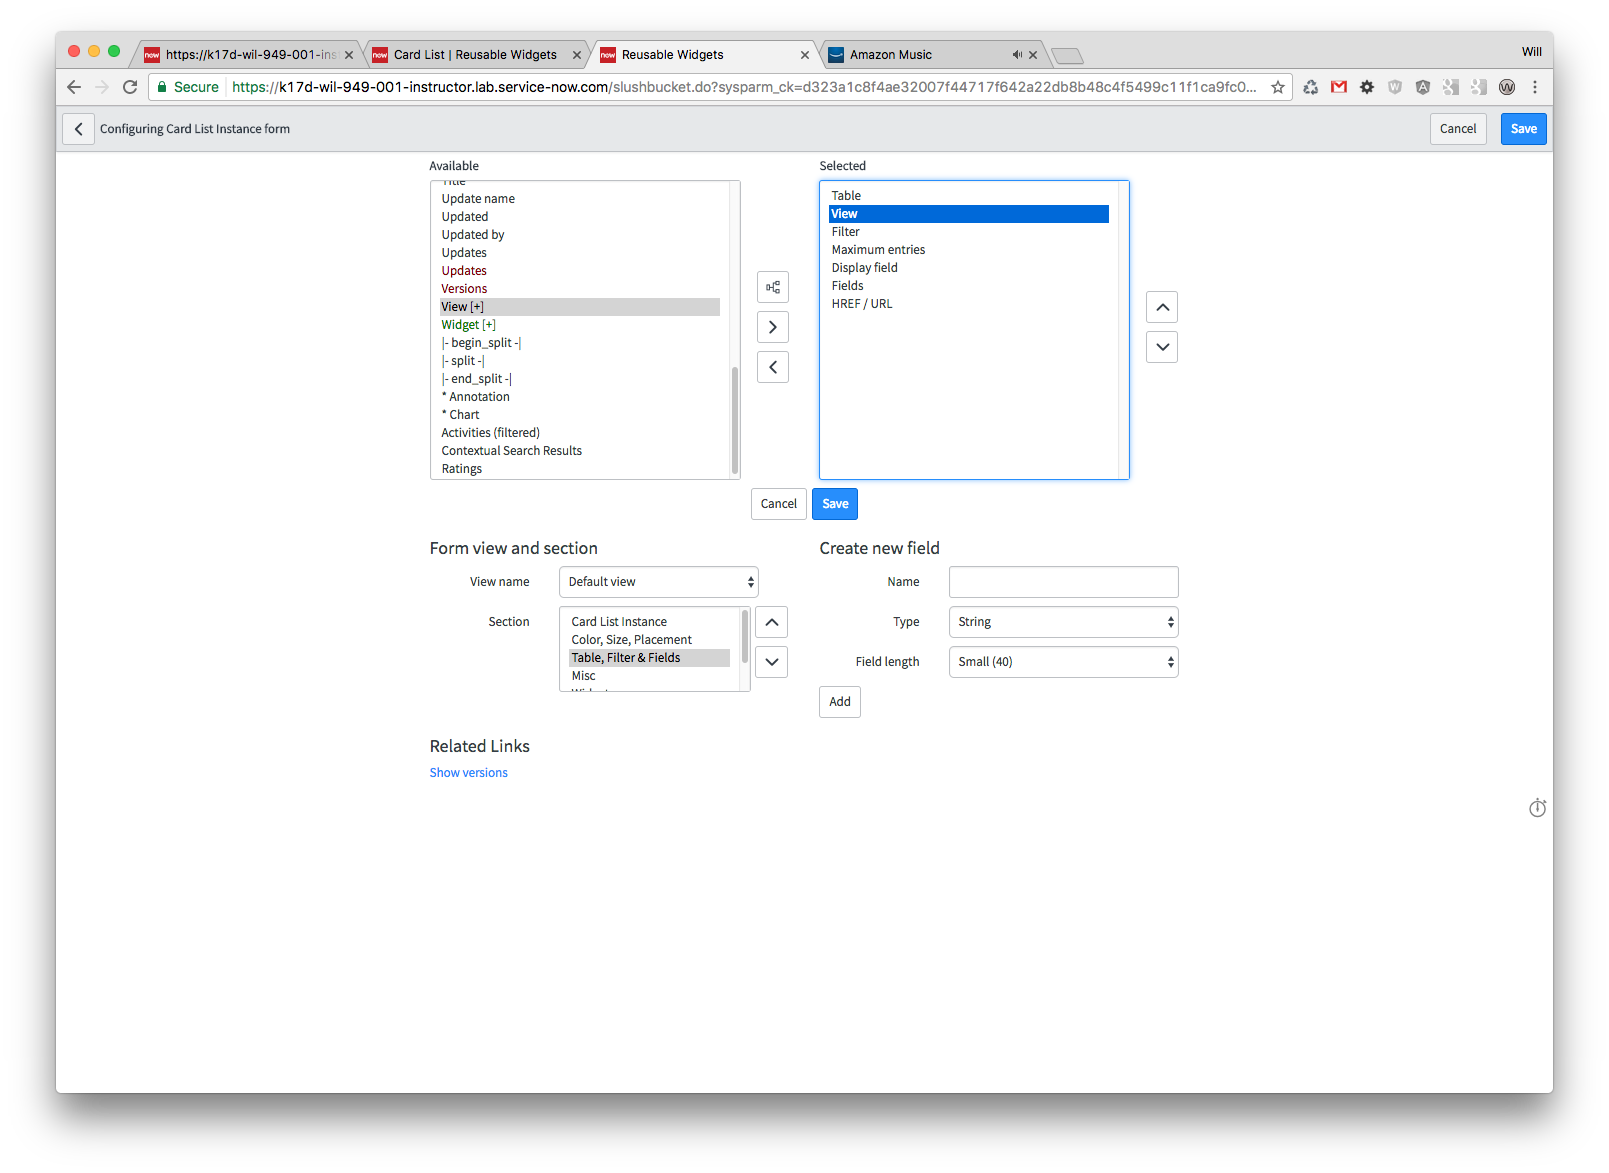 now https://k17d-wil-949-001-ins
now Card List | Reusable Widgets
now Reusable Widgets
Amazon Music
Will
Secure
https://k17d-wil-949-001-instructor.lab.service-now.com/slushbucket.do?sysparm_ck=d323a1c8f4ae32007f44717f642a22db8b48c4f5499c11f1ca9fc0...
Configuring Card List Instance form
Cancel
Save
Available
Title
Update name
Updated
Updated by
Updates
Updates
Versions
View [+]
Widget [+]
|- begin_split -|
|- split -|
|- end_split -|
* Annotation
* Chart
Activities (filtered)
Contextual Search Results
Ratings
Selected
Table
View
Filter
Maximum entries
Display field
Fields
HREF / URL
Cancel
Save
Form view and section
View name
Default view
Section
Card List Instance
Color, Size, Placement
Table, Filter & Fields
Misc
Create new field
Name
Type
String
Field length
Small (40)
Add
Related Links
Show versions